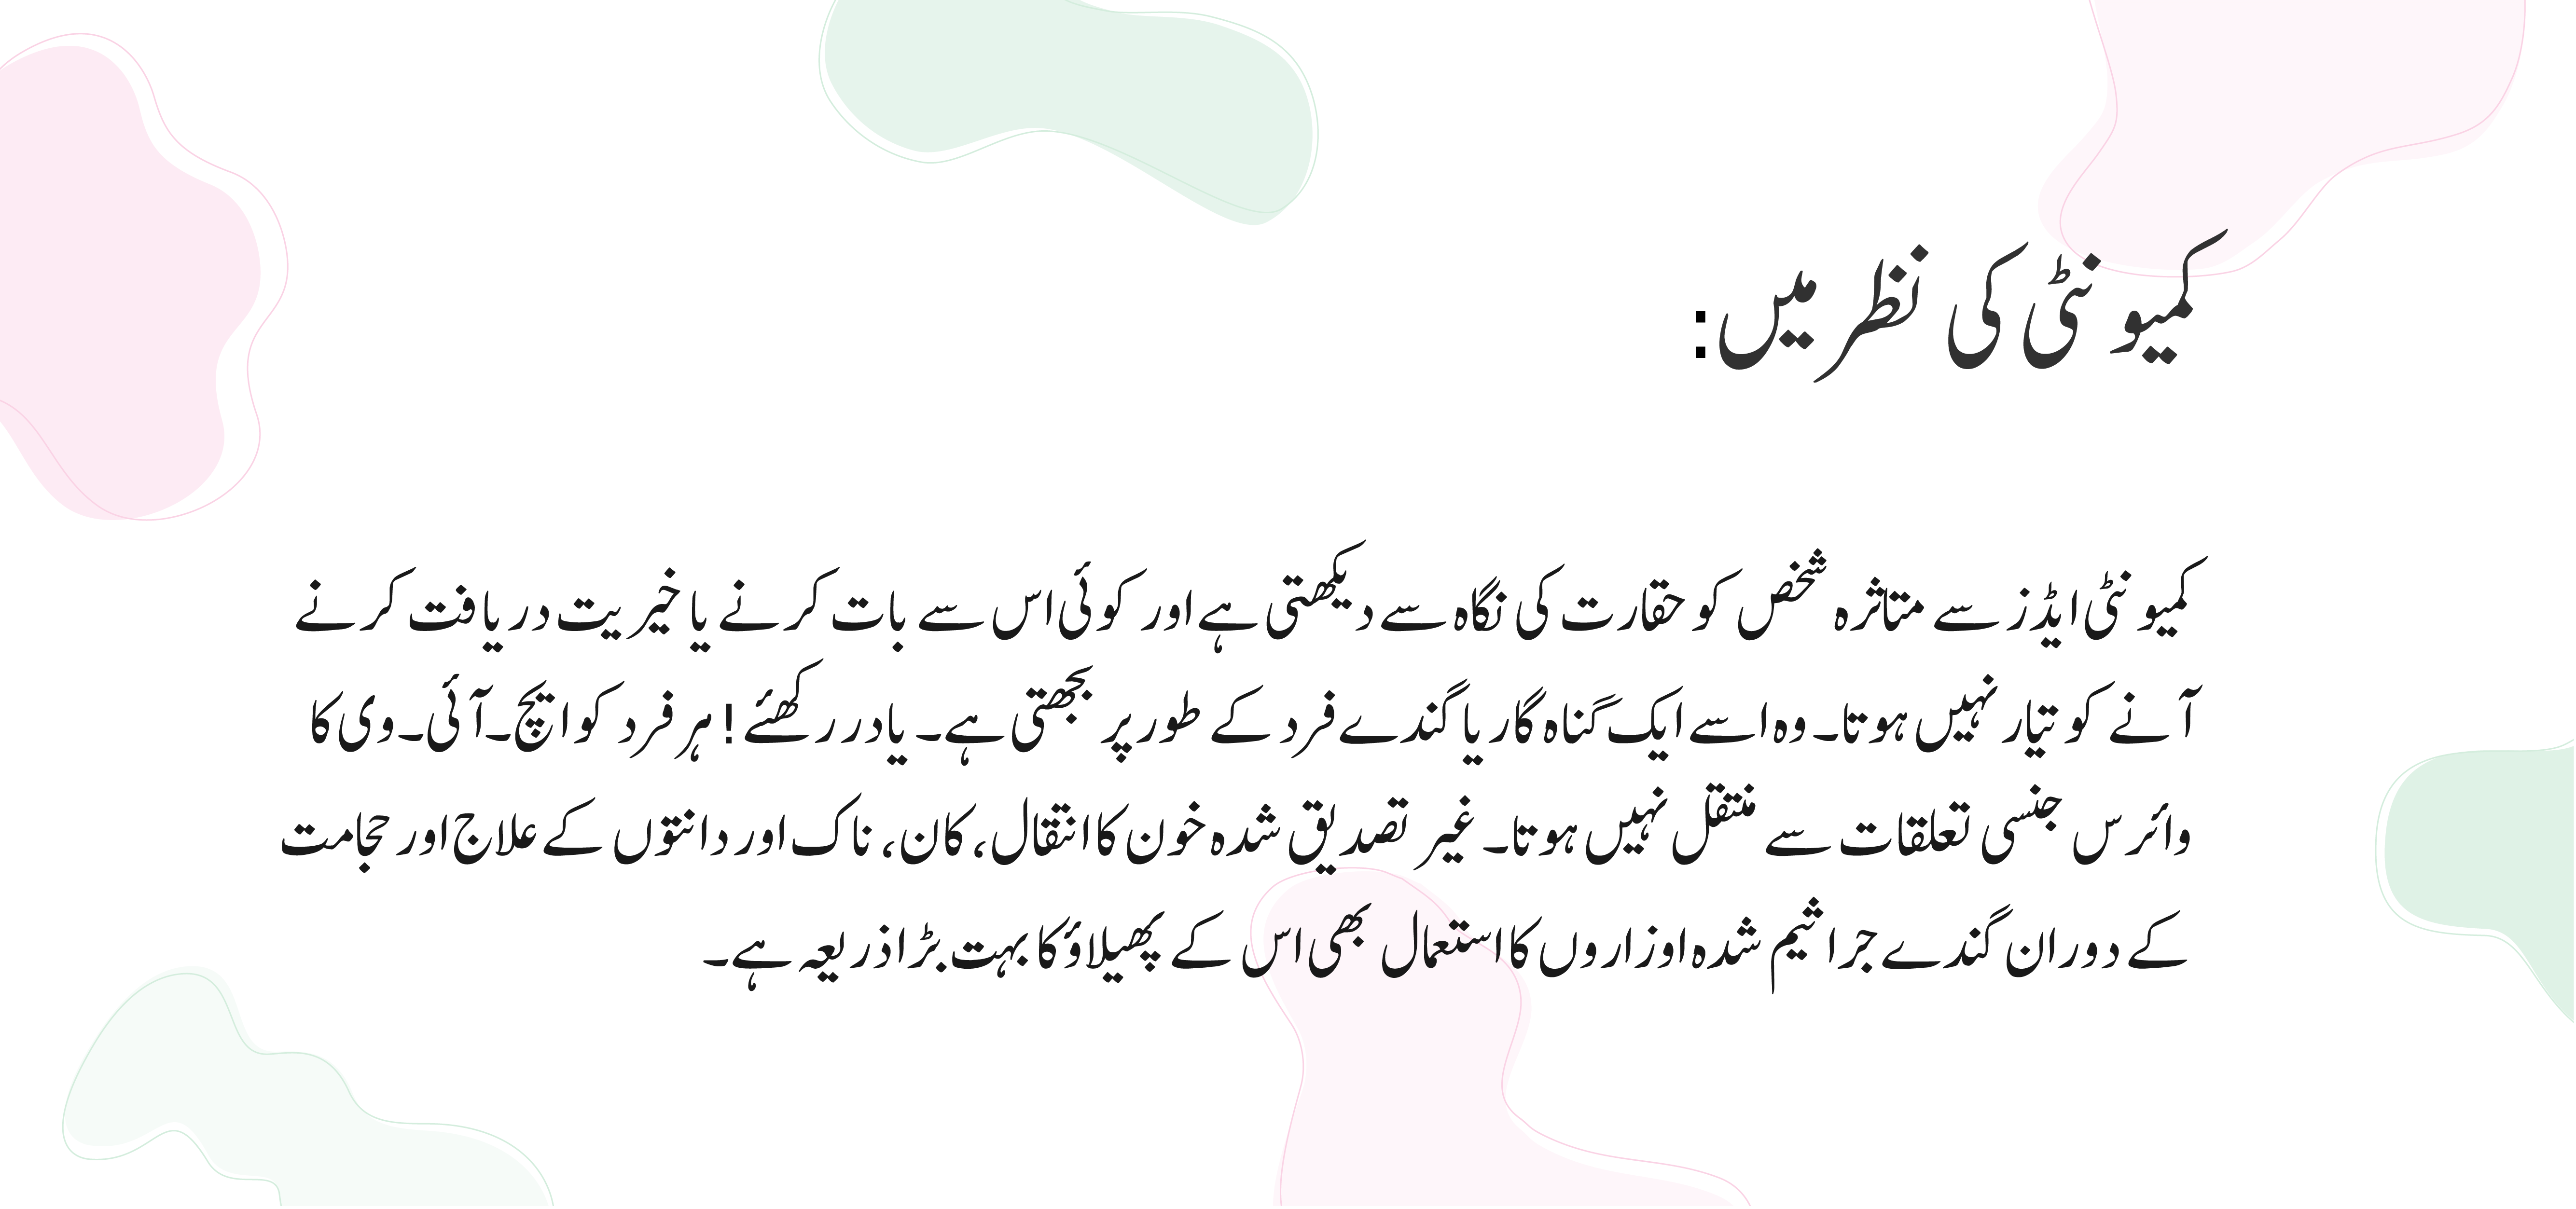 کمیونٹی کی نظر میں:
کمیونٹی ایڈز سے متاثرہ شخص کو حقارت کی نگاہ سے دیکھتی ہے اور کوئی اس سے بات کرنے یا خیریت دریافت کرنے
آنے کو تیار نہیں ہوتا۔ وہ اسے ایک گناہ گار یا گندے فرد کے طور پر سمجھتی ہے۔ یادر رکھئے! ہر فرد کو ایچ۔آئی۔وی کا
وائرس جنسی تعلقات سے منتقل نہیں ہوتا۔ غیر تصدیق شدہ خون کا انتقال، کان، ناک اور دانتوں کے علاج اور حجامت
کے دوران گندے جراثیم شدہ اوزاروں کا استعمال بھی اس کے پھیلاؤ کا بہت بڑا ذریعہ ہے۔